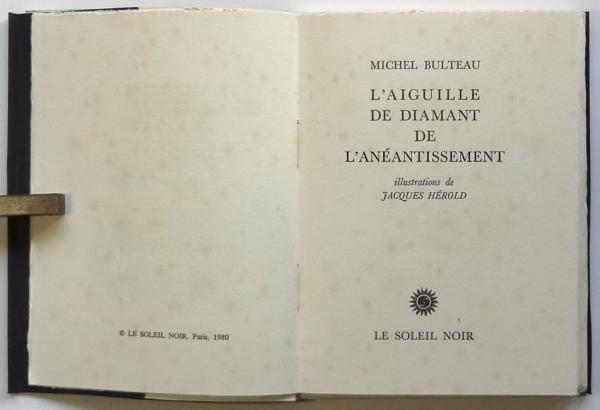 © LE SOLEIL NOIR, Paris, 1980
MICHEL BULTEAU
L'AIGUILLE
DE DIAMANT
DE
L'ANÉANTISSEMENT
illustrations de
JACQUES HÉROLD
LE SOLEIL NOIR